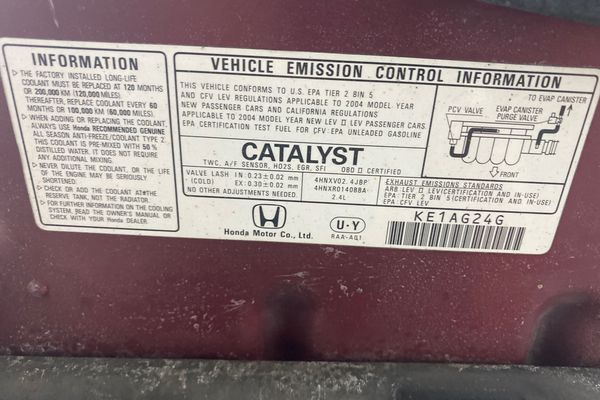 INFORMATION
▷ THE FACTORY INSTALLED LONG-LIFE
COOLANT MUST BE REPLACED AT 120 MONTHS
OR 200,000 KM (120,000 MILES).
THEREAFTER, REPLACE COOLANT EVERY 60
MONTHS OR 100,000 KM (60,000 MILES).
▷ WHEN ADDING OR REPLACING THE COOLANT,
ALWAYS USE Honda RECOMMENDED GENUINE
ALL SEASON ANTI-FREEZE/COOLANT TYPE 2.
THIS COOLANT IS PRE-MIXED WITH 50 %
DISTILLED WATER. IT DOES NOT REQUIRE
ANY ADDITIONAL MIXING.
▷ NEVER DILUTE THE COOLANT, OR THE LIFE
OF THE ENGINE MAY BE SERIOUSLY
SHORTENED.
▷ CHECK OR ADD THE COOLANT AT THE
RESERVE TANK, NOT THE RADIATOR.
▷ FOR FURTHER INFORMATION ON THE COOLING
SYSTEM, READ THE OWNER'S MANUAL OR
CHECK WITH YOUR Honda DEALER.
VEHICLE EMISSION CONTROL INFORMATION
THIS VEHICLE CONFORMS TO U.S. EPA TIER 2 BIN 5
AND CFV LEV REGULATIONS APPLICABLE TO 2004 MODEL YEAR
NEW PASSENGER CARS AND CALIFORNIA REGULATIONS
APPLICABLE TO 2004 MODEL YEAR NEW LEV Ⅱ LEV PASSENGER CARS
EPA CERTIFICATION TEST FUEL FOR CFV: EPA UNLEADED GASOLINE
CATALYST
TWC, A/F SENSOR, HO2S, EGR, SFI
OBD Ⅱ CERTIFIED
VALVE LASH IN :0.23±0.02 mm
(COLD) EX :0.30±0.02 mm
NO OTHER ADJUSTMENTS NEEDED.
4HNXV02.4JBP
4HNXR0140BBA
2.4L
EXHAUST EMISSIONS STANDARDS
ARB LEV Ⅱ LEV(CERTIFICATION AND IN-USE)
EPA TIER 2 BIN 5(CERTIFICATION AND IN-USE)
EPA CFV LEV
TO EVAP CANISTER
PCV VALVE
EVAP CANISTER
PURGE VALVE
TO EVAP CANISTER
FRONT
Honda Motor Co., Ltd.
U-Y
RAA-A01
KE1AG24G